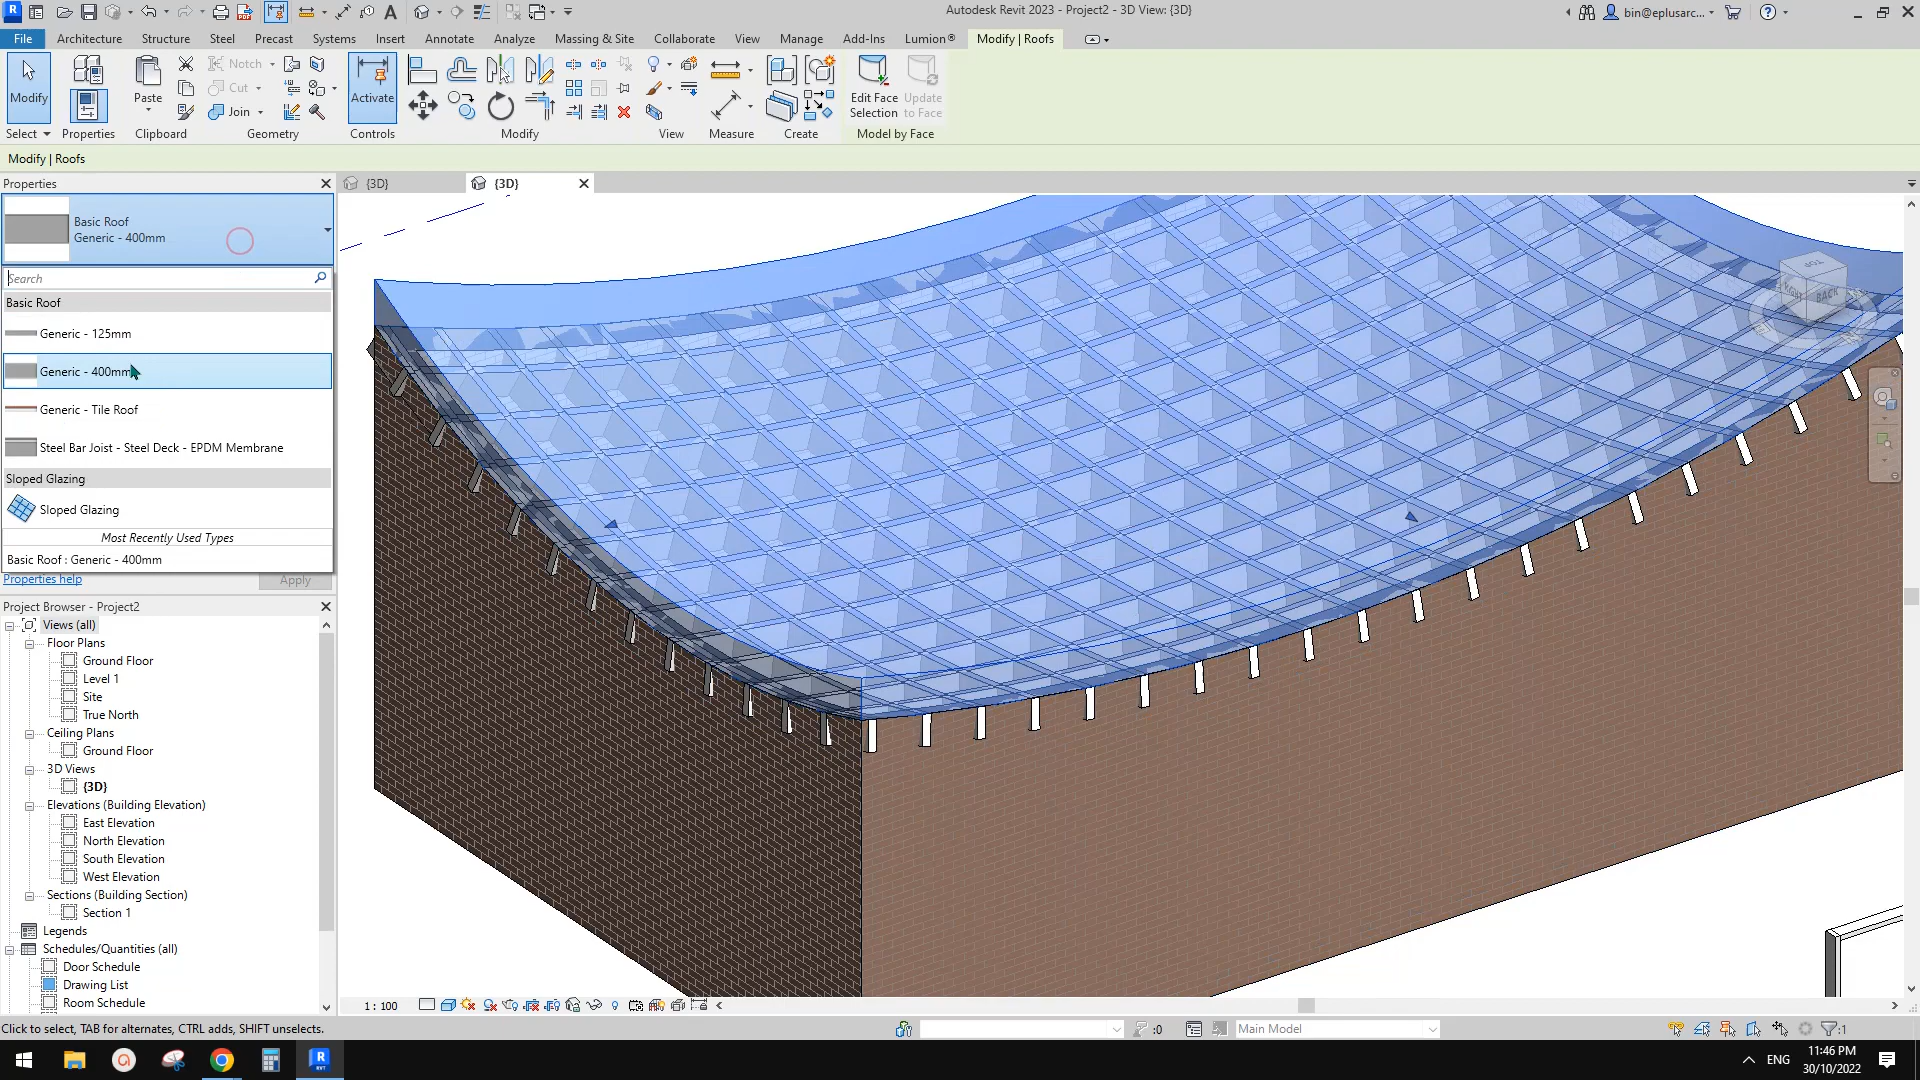 Autodesk Revit 2023 - Project2 - 3D View: {3D}
bin@eplusarc...
File Architecture Structure Steel Precast Systems Insert Annotate Analyze Massing & Site Collaborate View Manage Add-Ins Lumion® Modify | Roofs
Modify
Paste
Notch
Cut
Join
Activate
Edit Face Selection
Update to Face
Select Properties Clipboard Geometry Controls Modify View Measure Create Model by Face
Modify | Roofs
Properties
{3D}
{3D}
Basic Roof
Generic - 400mm
Search
Basic Roof
Generic - 125mm
Generic - 400mm
Generic - Tile Roof
Steel Bar Joist - Steel Deck - EPDM Membrane
Sloped Glazing
Sloped Glazing
Most Recently Used Types
Basic Roof : Generic - 400mm
Properties help
Apply
Project Browser - Project2
Views (all)
Floor Plans
Ground Floor
Level 1
Site
True North
Ceiling Plans
Ground Floor
3D Views
{3D}
Elevations (Building Elevation)
East Elevation
North Elevation
South Elevation
West Elevation
Sections (Building Section)
Section 1
Legends
Schedules/Quantities (all)
Door Schedule
Drawing List
Room Schedule
TOP
RIGHT
BACK
1 : 100
Click to select, TAB for alternates, CTRL adds, SHIFT unselects.
:0
Main Model
:1
ENG
11:46 PM
30/10/2022